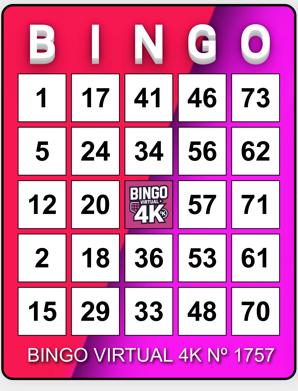 B I N G O
1 17 41 46 73
5 24 34 56 62
12 20 BINGO VIRTUAL 4K 57 71
2 18 36 53 61
15 29 33 48 70
BINGO VIRTUAL 4K Nº 1757